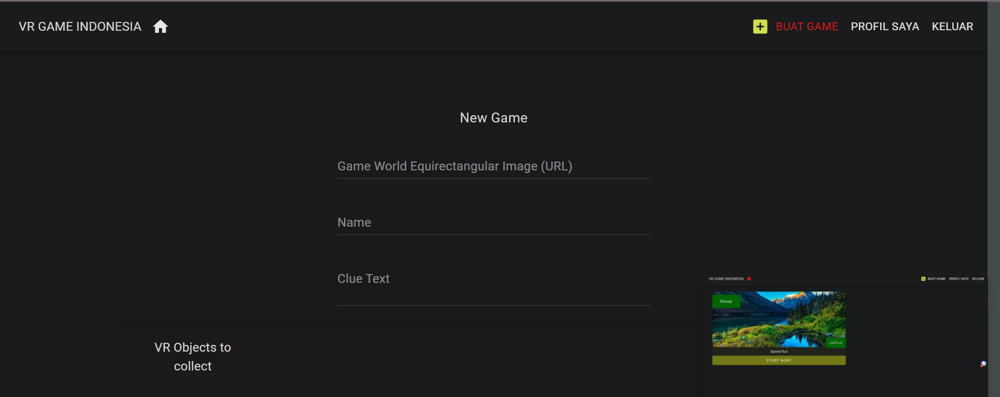 VR GAME INDONESIA
BUAT GAME PROFIL SAYA KELUAR
New Game
Game World Equirectangular Image (URL)
Name
Clue Text
VR Objects to
collect
VR GAME INDONESIA
BUAT GAME PROFIL SAYA KELUAR
Khisal
byKhisal
Speed Run
START NOW!